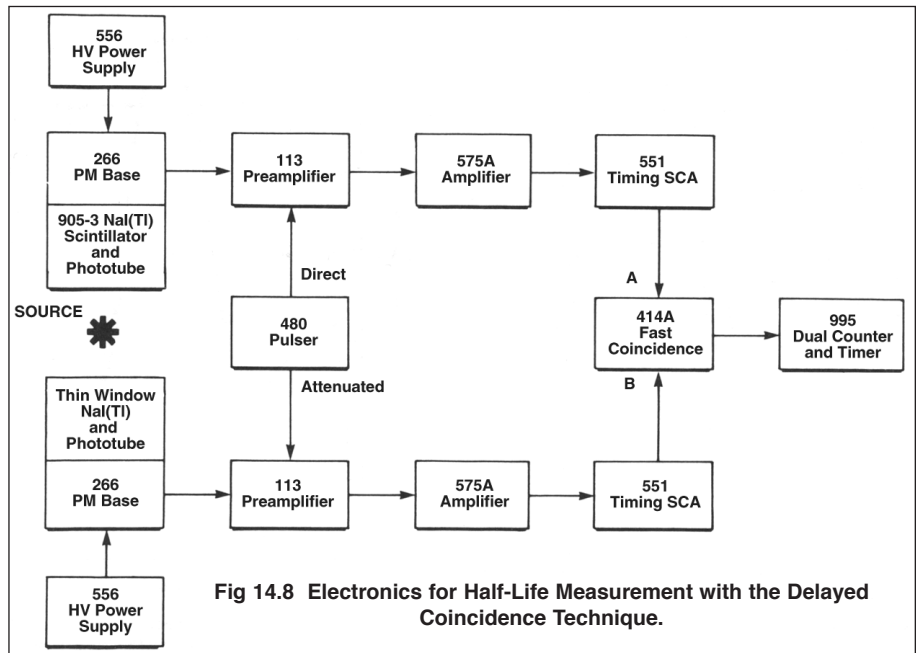 556
HV Power
Supply
266
PM Base
905-3 NaI(Tl)
Scintillator
and
Phototube
113
Preamplifier
575A
Amplifier
551
Timing SCA
Direct
A
SOURCE
480
Pulser
414A
Fast
Coincidence
995
Dual Counter
and Timer
Attenuated
B
Thin Window
NaI(Tl)
and
Phototube
266
PM Base
113
Preamplifier
575A
Amplifier
551
Timing SCA
556
HV Power
Supply
Fig 14.8 Electronics for Half-Life Measurement with the Delayed
Coincidence Technique.